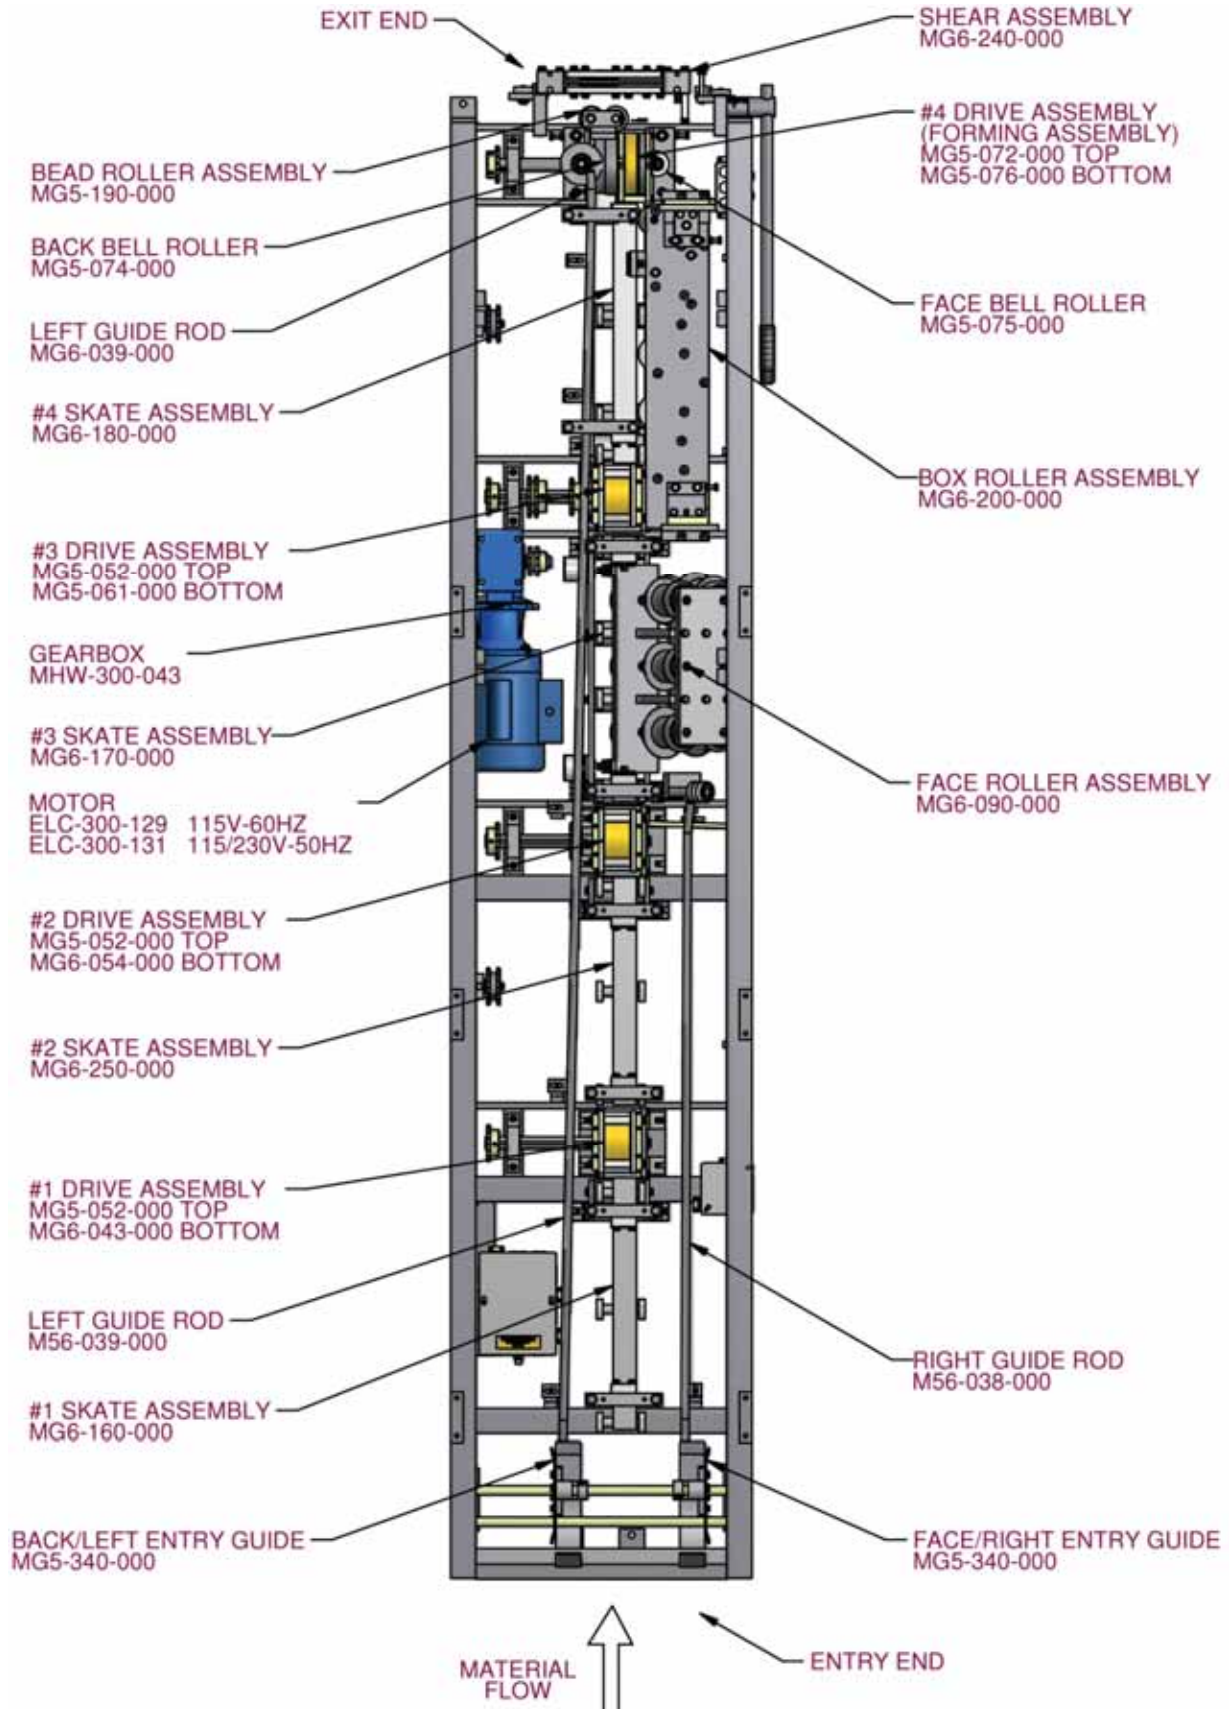 EXIT END
SHEAR ASSEMBLY
MG6-240-000
#4 DRIVE ASSEMBLY
(FORMING ASSEMBLY)
MG5-072-000 TOP
MG5-076-000 BOTTOM
BEAD ROLLER ASSEMBLY
MG5-190-000
BACK BELL ROLLER
MG5-074-000
FACE BELL ROLLER
MG5-075-000
LEFT GUIDE ROD
MG6-039-000
#4 SKATE ASSEMBLY
MG6-180-000
BOX ROLLER ASSEMBLY
MG6-200-000
#3 DRIVE ASSEMBLY
MG5-052-000 TOP
MG5-061-000 BOTTOM
GEARBOX
MHW-300-043
#3 SKATE ASSEMBLY
MG6-170-000
FACE ROLLER ASSEMBLY
MG6-090-000
MOTOR
ELC-300-129 115V-60HZ
ELC-300-131 115/230V-50HZ
#2 DRIVE ASSEMBLY
MG5-052-000 TOP
MG6-054-000 BOTTOM
#2 SKATE ASSEMBLY
MG6-250-000
#1 DRIVE ASSEMBLY
MG5-052-000 TOP
MG6-043-000 BOTTOM
LEFT GUIDE ROD
M56-039-000
RIGHT GUIDE ROD
M56-038-000
#1 SKATE ASSEMBLY
MG6-160-000
BACK/LEFT ENTRY GUIDE
MG5-340-000
FACE/RIGHT ENTRY GUIDE
MG5-340-000
ENTRY END
MATERIAL
FLOW